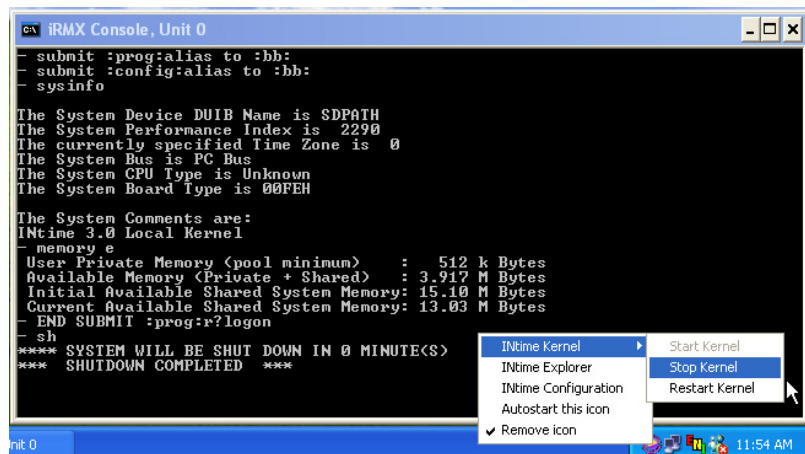 iRMX Console, Unit 0
- submit :prog:alias to :bb:
- submit :config:alias to :bb:
- sysinfo
The System Device DUIB Name is SDPATH
The System Performance Index is 2290
The currently specified Time Zone is 0
The System Bus is PC Bus
The System CPU Type is Unknown
The System Board Type is 00FEH
The System Comments are:
INtime 3.0 Local Kernel
- memory e
User Private Memory (pool minimum) : 512 k Bytes
Available Memory (Private + Shared) : 3.917 M Bytes
Initial Available Shared System Memory: 15.10 M Bytes
Current Available Shared System Memory: 13.03 M Bytes
- END SUBMIT :prog:r?logon
- sh
**** SYSTEM WILL BE SHUT DOWN IN 0 MINUTE(S)
*** SHUTDOWN COMPLETED ***
INtime Kernel
INtime Explorer
INtime Configuration
Autostart this icon
Remove icon
Start Kernel
Stop Kernel
Restart Kernel
Unit 0
11:54 AM